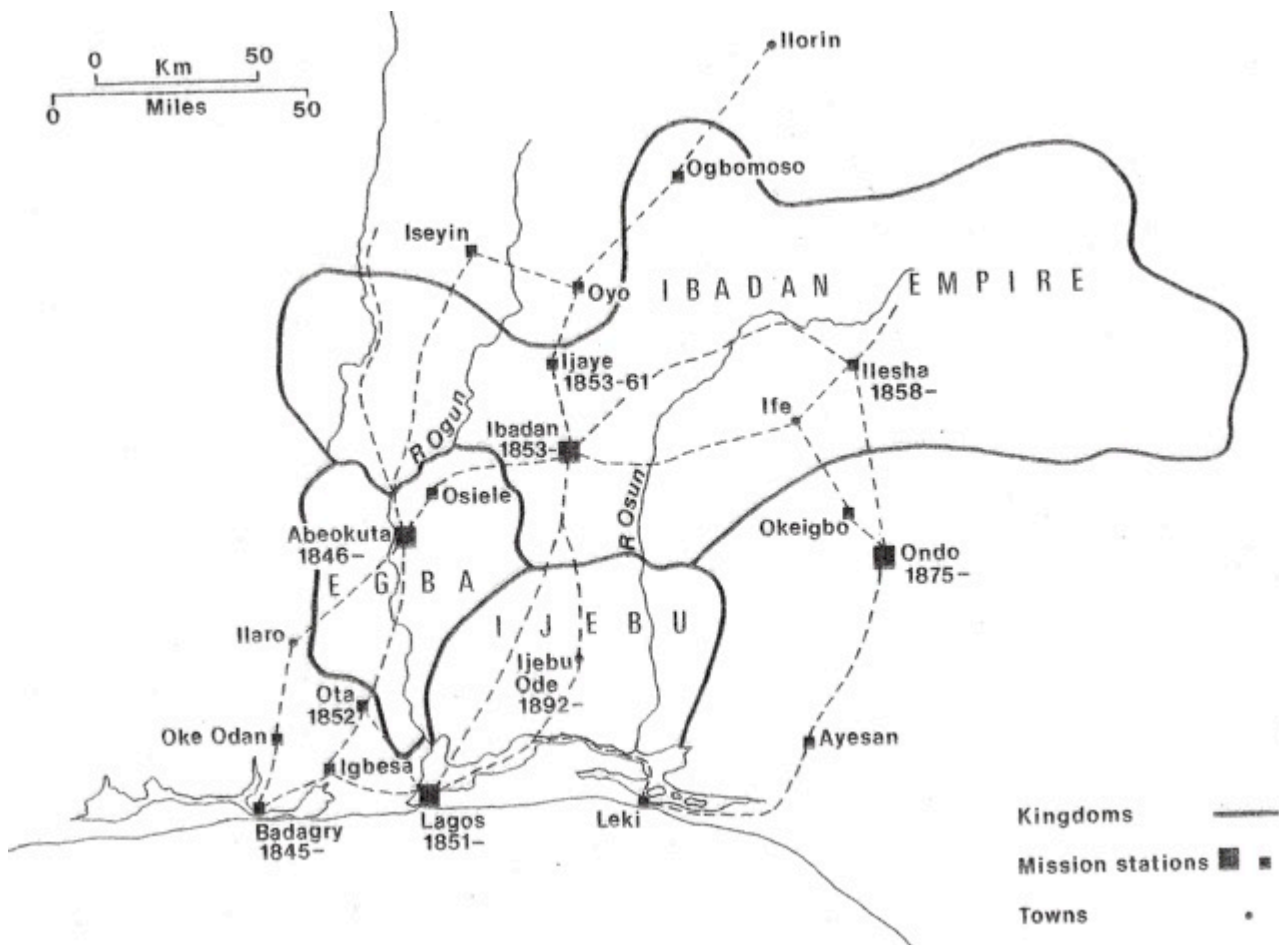 0 50
Km
Miles
0 50
Ilorin
Ogbomoso
Iseyin
Oyo
IBADAN EMPIRE
Ijaye
1853-61
Ilesha
1858-
Ife
R Ogun
Ibadan
1853-
R Osun
Osiele
Okeigbo
Abeokuta
1846-
Ondo
1875-
EGBA
IJEBU
Ilaro
Ijebu
Ode
1892-
Ota
1852
Oke Odan
Ayesan
Igbesa
Badagry
1845-
Lagos
1851-
Leki
Kingdoms
Mission stations
Towns